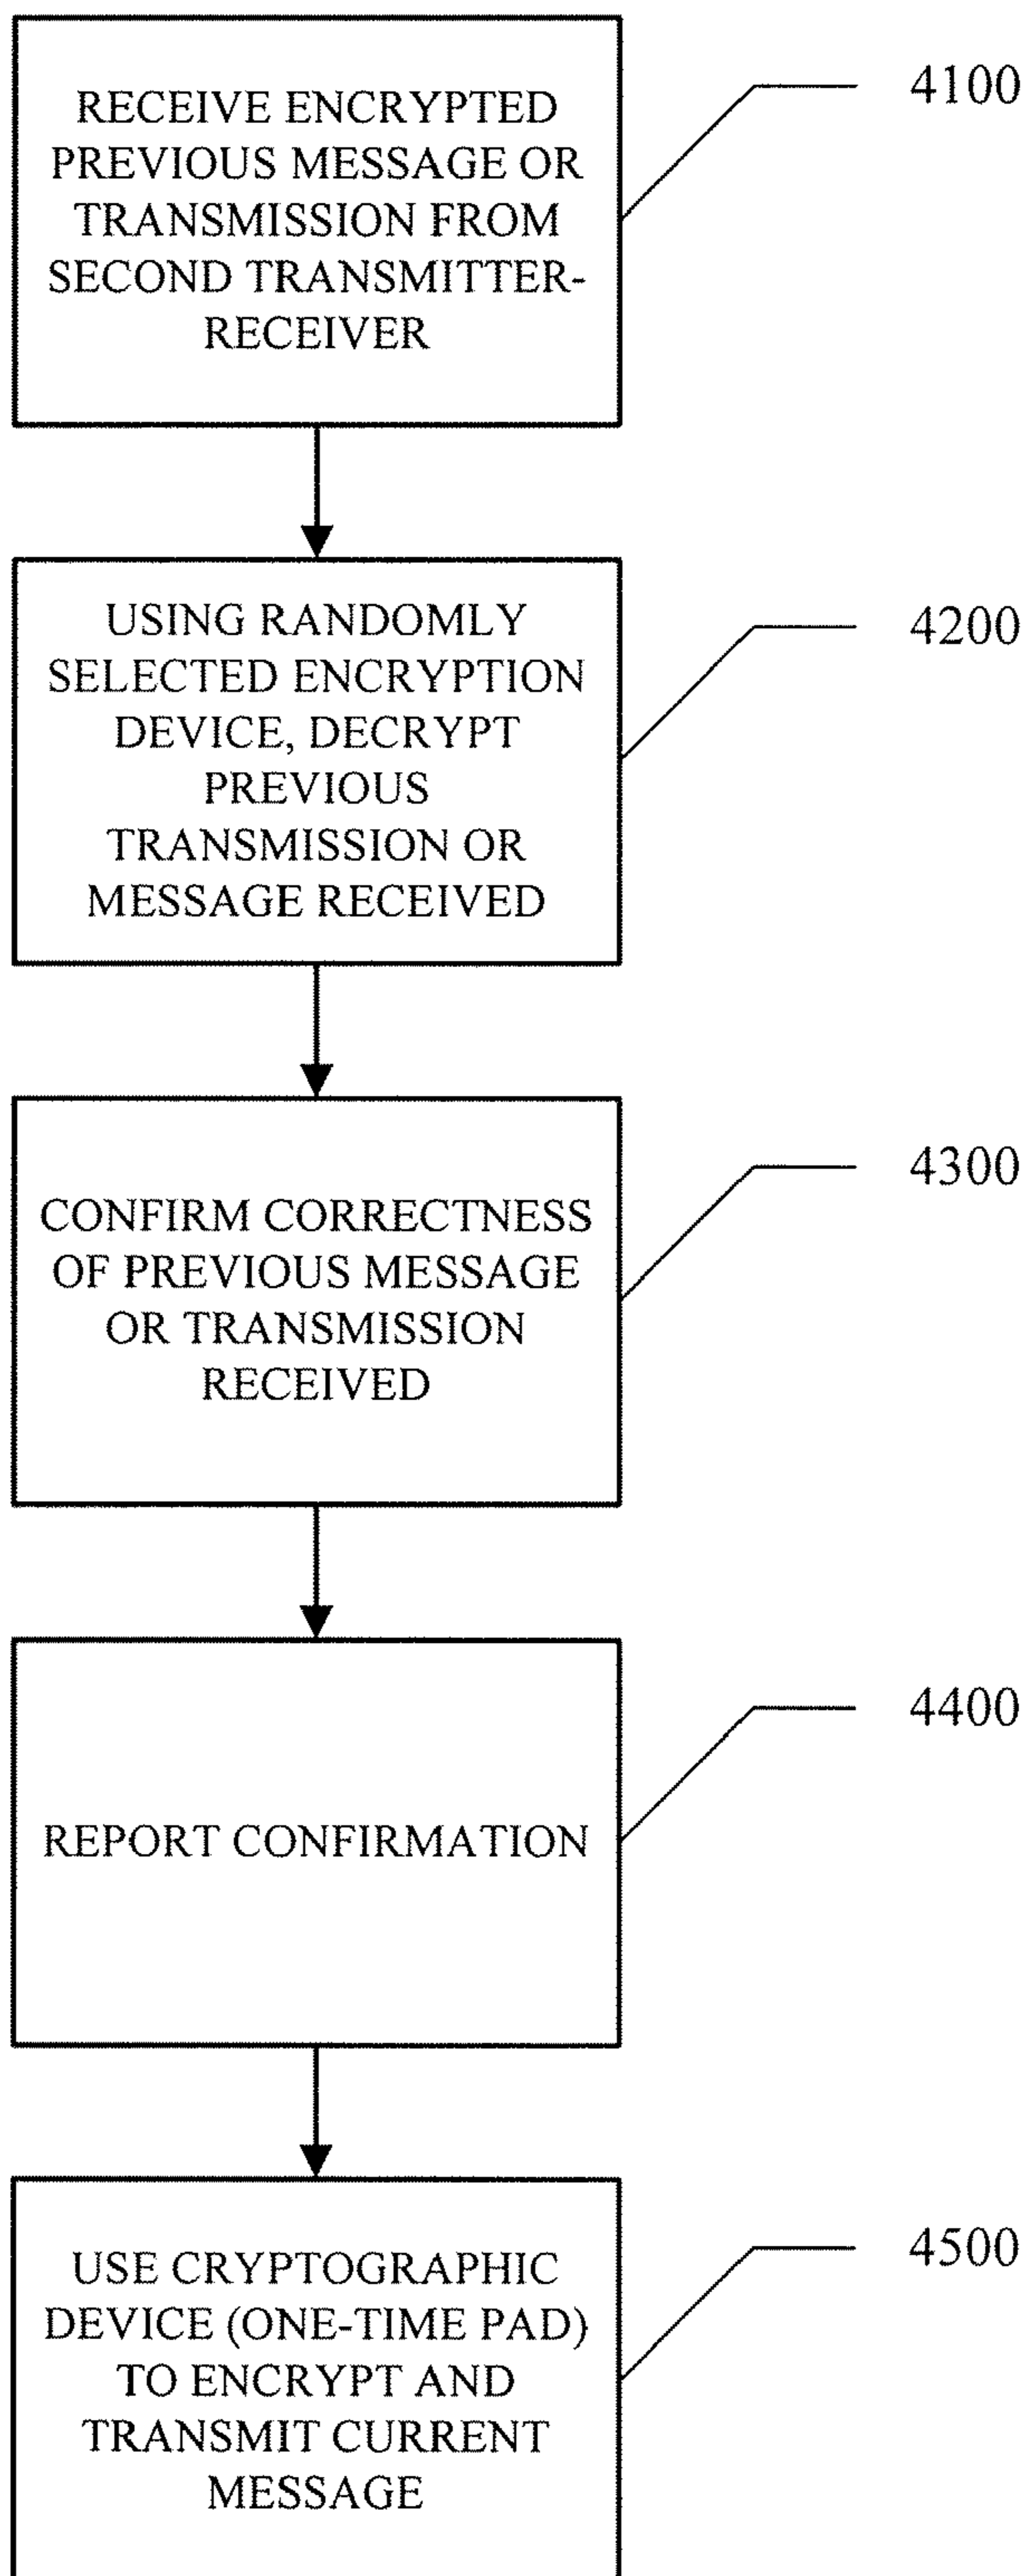 RECEIVE ENCRYPTED
PREVIOUS MESSAGE OR
TRANSMISSION FROM
SECOND TRANSMITTER-
RECEIVER
4100
USING RANDOMLY
SELECTED ENCRYPTION
DEVICE, DECRYPT
PREVIOUS
TRANSMISSION OR
MESSAGE RECEIVED
4200
CONFIRM CORRECTNESS
OF PREVIOUS MESSAGE
OR TRANSMISSION
RECEIVED
4300
REPORT CONFIRMATION
4400
USE CRYPTOGRAPHIC
DEVICE (ONE-TIME PAD)
TO ENCRYPT AND
TRANSMIT CURRENT
MESSAGE
4500